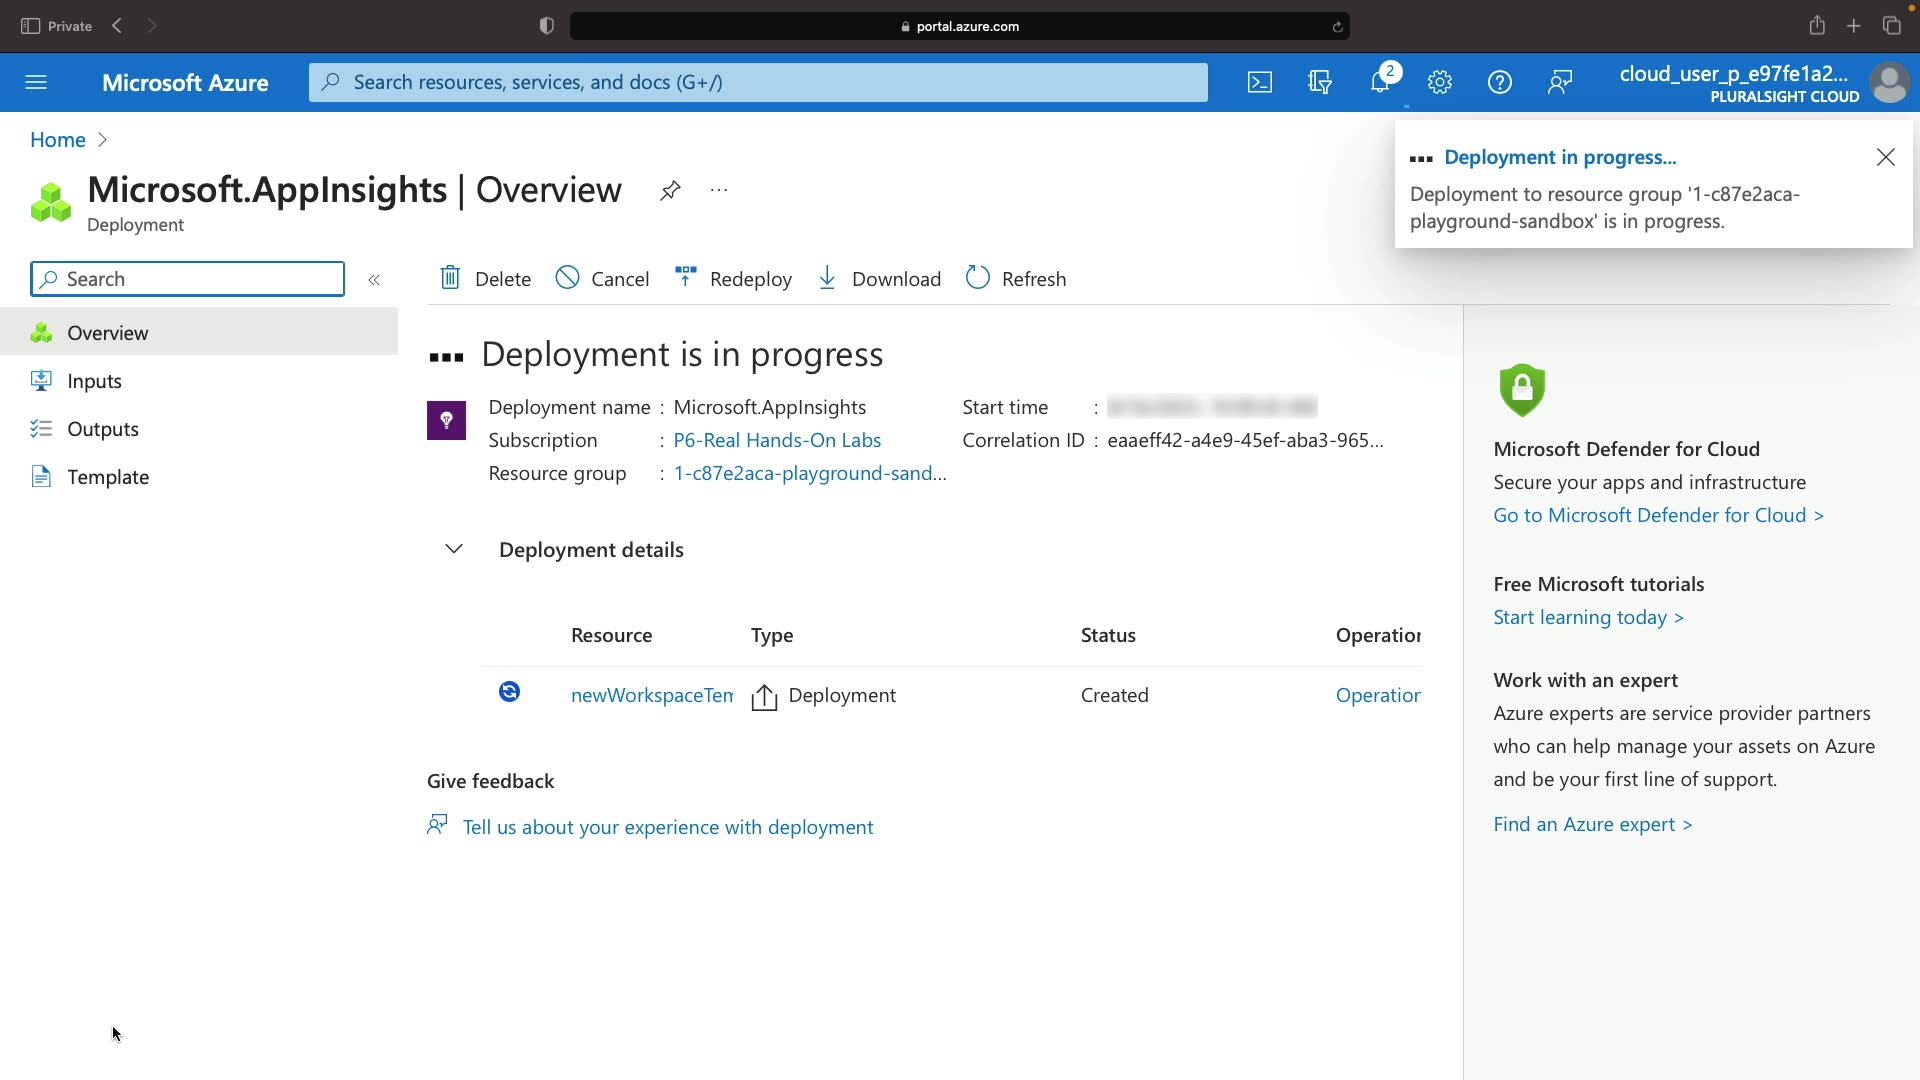 Private
portal.azure.com
Microsoft Azure
Search resources, services, and docs (G+/)
2
cloud_user_p_e97fe1a2...
PLURALSIGHT CLOUD
Home
Deployment in progress...
Deployment to resource group '1-c87e2aca-
playground-sandbox' is in progress.
Microsoft.AppInsights | Overview
Deployment
Search
Delete
Cancel
Redeploy
Download
Refresh
Overview
Inputs
Outputs
Template
Deployment is in progress
Deployment name : Microsoft.AppInsights
Subscription : P6-Real Hands-On Labs
Resource group : 1-c87e2aca-playground-sand...
Start time :
Correlation ID : eaaeff42-a4e9-45ef-aba3-965...
Deployment details
Resource Type Status Operation
newWorkspaceTem Deployment Created Operation
Give feedback
Tell us about your experience with deployment
Microsoft Defender for Cloud
Secure your apps and infrastructure
Go to Microsoft Defender for Cloud >
Free Microsoft tutorials
Start learning today >
Work with an expert
Azure experts are service provider partners
who can help manage your assets on Azure
and be your first line of support.
Find an Azure expert >